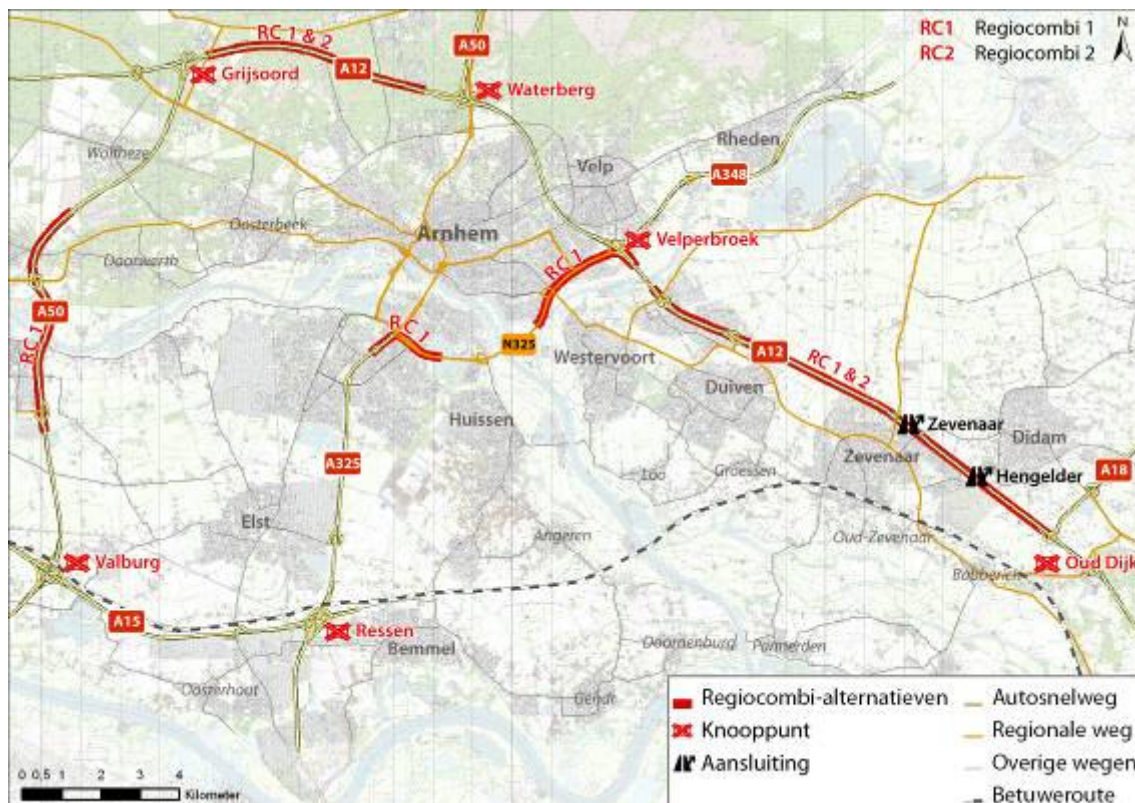 RC 1 & 2
A50
RC1 Regiocombi 1
RC2 Regiocombi 2
N
Grijsoord
A12
Waterberg
Wolfheze
Rheden
Velp
A348
Oosterbeek
Arnhem
Velperbroek
Doorwerth
RC 1
A50
RC 1
RC 1
N325
Westervoort
A12
RC 1 & 2
Duiven
Huissen
Zevenaar
Didam
Zevenaar
A325
Loo
Groessen
Hengelder
A18
Elst
Angeren
Oud-Zevenaar
Valburg
Babberich
Oud Dijk
A15
Ressen
Bemmel
Doornenburg
Pannerden
Oosterhout
Gendt
Regiocombi-alternatieven
Knooppunt
Aansluiting
Autosnelweg
Regionale weg
Overige wegen
Betuweroute
0 0,5 1 2 3 4
Kilometer